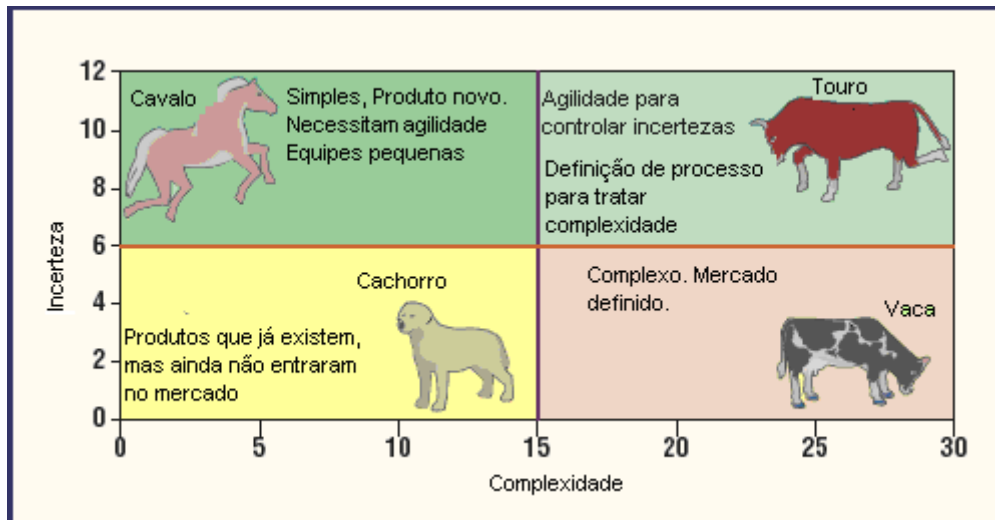 12
10
8
6
4
2
0
Incerteza
Cavalo
Simples, Produto novo.
Necessitam agilidade
Equipes pequenas
Touro
Agilidade para
controlar incertezas
Definição de processo
para tratar
complexidade
Cachorro
Produtos que já existem,
mas ainda não entraram
no mercado
Complexo. Mercado
definido.
Vaca
0 5 10 15 20 25 30
Complexidade